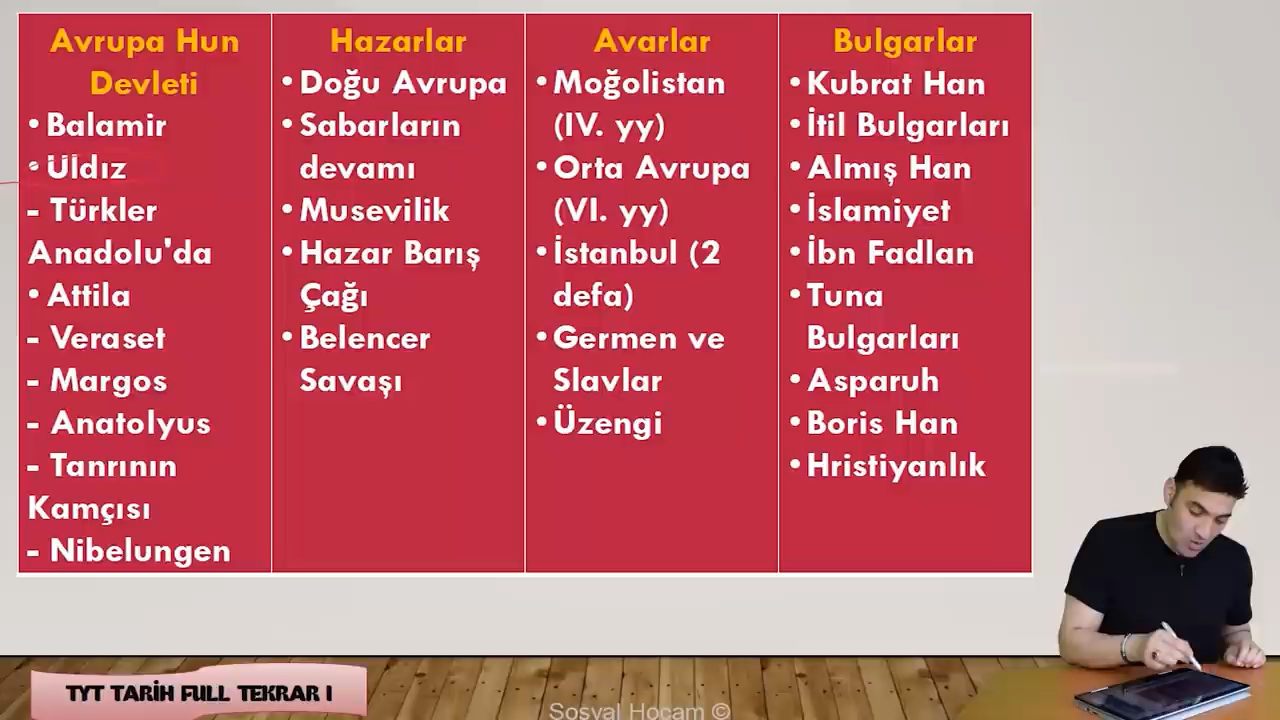 Avrupa Hun
Devleti
• Balamir
• Uldız
- Türkler
Anadolu'da
• Attila
- Veraset
- Margos
- Anatolyus
- Tanrının
Kamçısı
- Nibelungen
Hazarlar
• Doğu Avrupa
• Sabarların
devamı
• Musevilik
• Hazar Barış
Çağı
• Belencer
Savaşı
Avarlar
• Moğolistan
(IV. yy)
• Orta Avrupa
(VI. yy)
• İstanbul (2
defa)
• Germen ve
Slavlar
• Üzengi
Bulgarlar
• Kubrat Han
• İtil Bulgarları
• Almış Han
• İslamiyet
• İbn Fadlan
• Tuna
Bulgarları
• Asparuh
• Boris Han
• Hristiyanlık
TYT TARİH FULL TEKRAR I
Sosyal Hocam ©